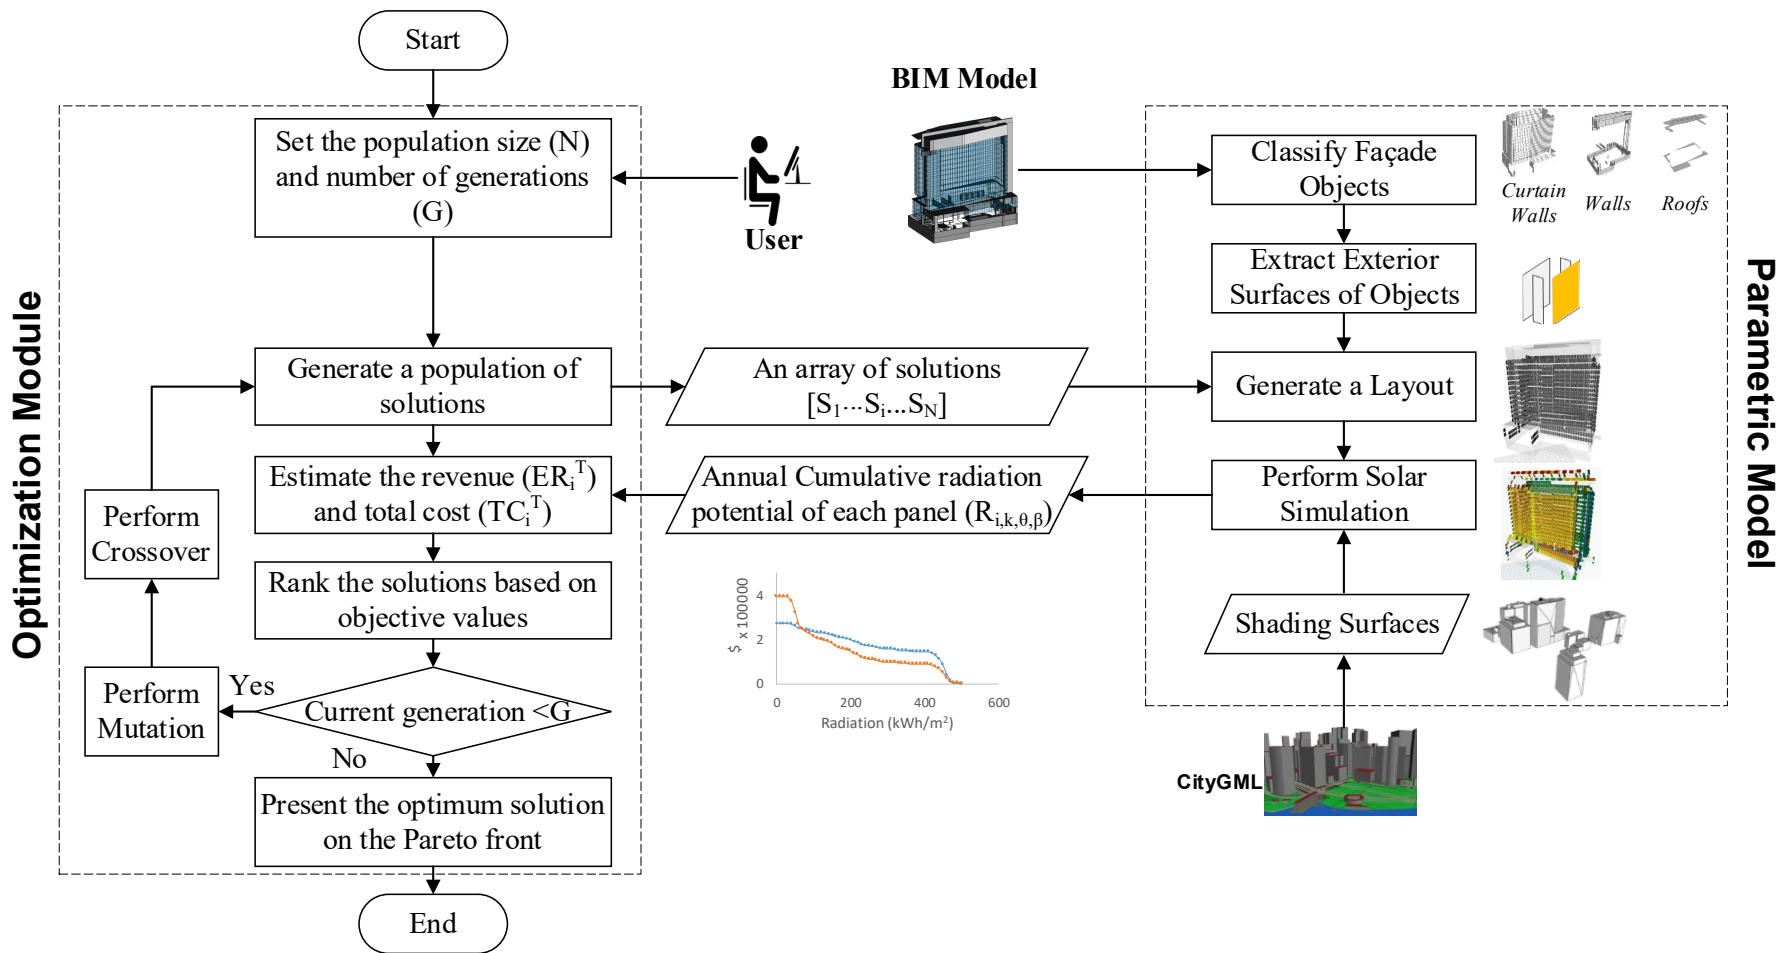 Start
BIM Model
Set the population size (N)
and number of generations
(G)
User
Classify Façade
Objects
Curtain
Walls
Walls
Roofs
Extract Exterior
Surfaces of Objects
Optimization Module
Parametric Model
Generate a population of
solutions
An array of solutions
[S1...Si...SN]
Generate a Layout
Estimate the revenue (ERiT)
and total cost (TCiT)
Annual Cumulative radiation
potential of each panel (Ri,k,θ,β)
Perform Solar
Simulation
Perform
Crossover
Rank the solutions based on
objective values
$ x 100000
4
2
0
0
200
400
600
Radiation (kWh/m²)
Shading Surfaces
Perform
Mutation
Yes
Current generation <G
No
CityGML
Present the optimum solution
on the Pareto front
End